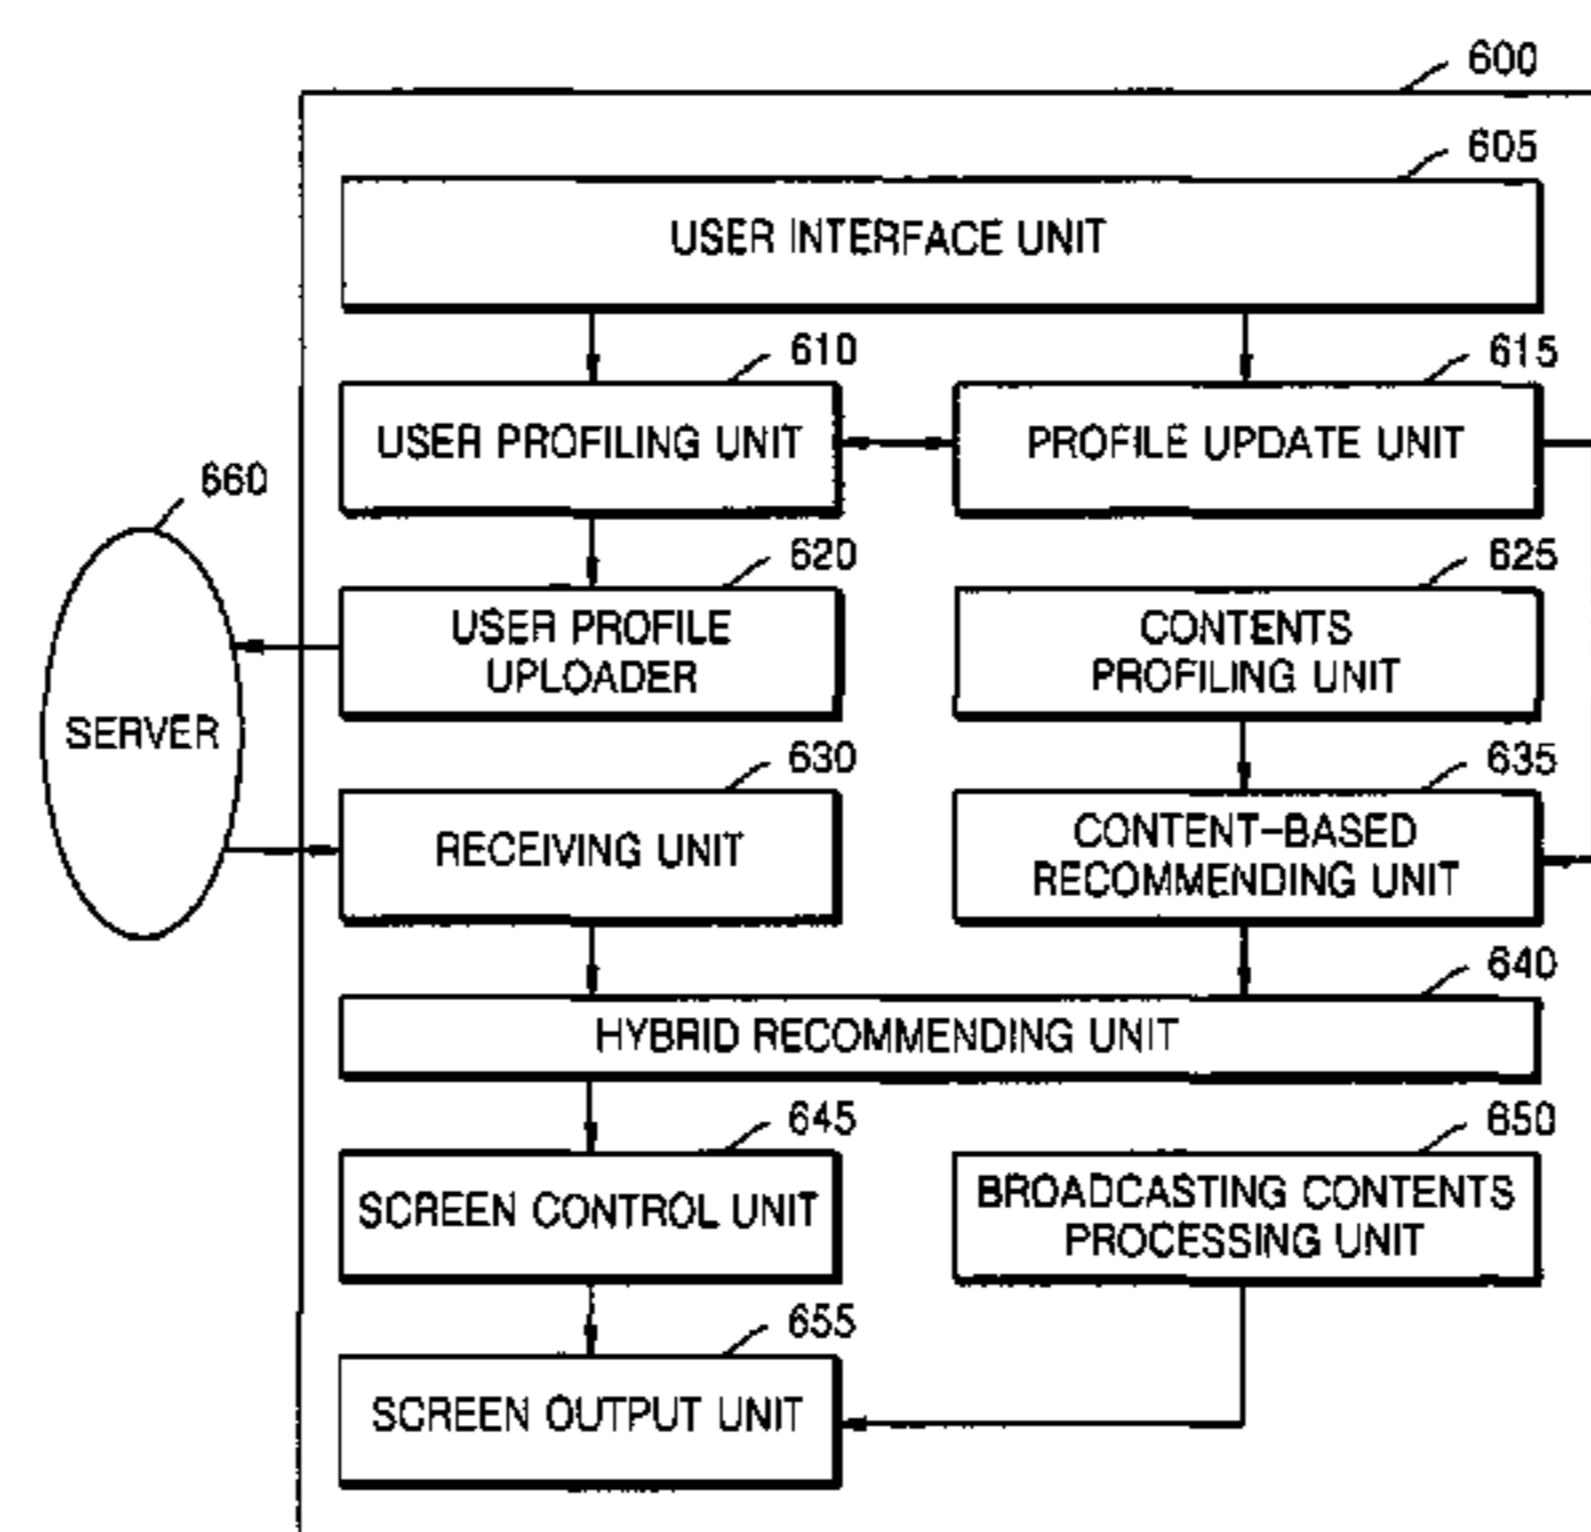 600
605
USER INTERFACE UNIT
610
615
USER PROFILING UNIT
PROFILE UPDATE UNIT
660
620
625
USER PROFILE
UPLOADER
CONTENTS
PROFILING UNIT
SERVER
630
635
RECEIVING UNIT
CONTENT-BASED
RECOMMENDING UNIT
640
HYBRID RECOMMENDING UNIT
645
650
SCREEN CONTROL UNIT
BROADCASTING CONTENTS
PROCESSING UNIT
655
SCREEN OUTPUT UNIT